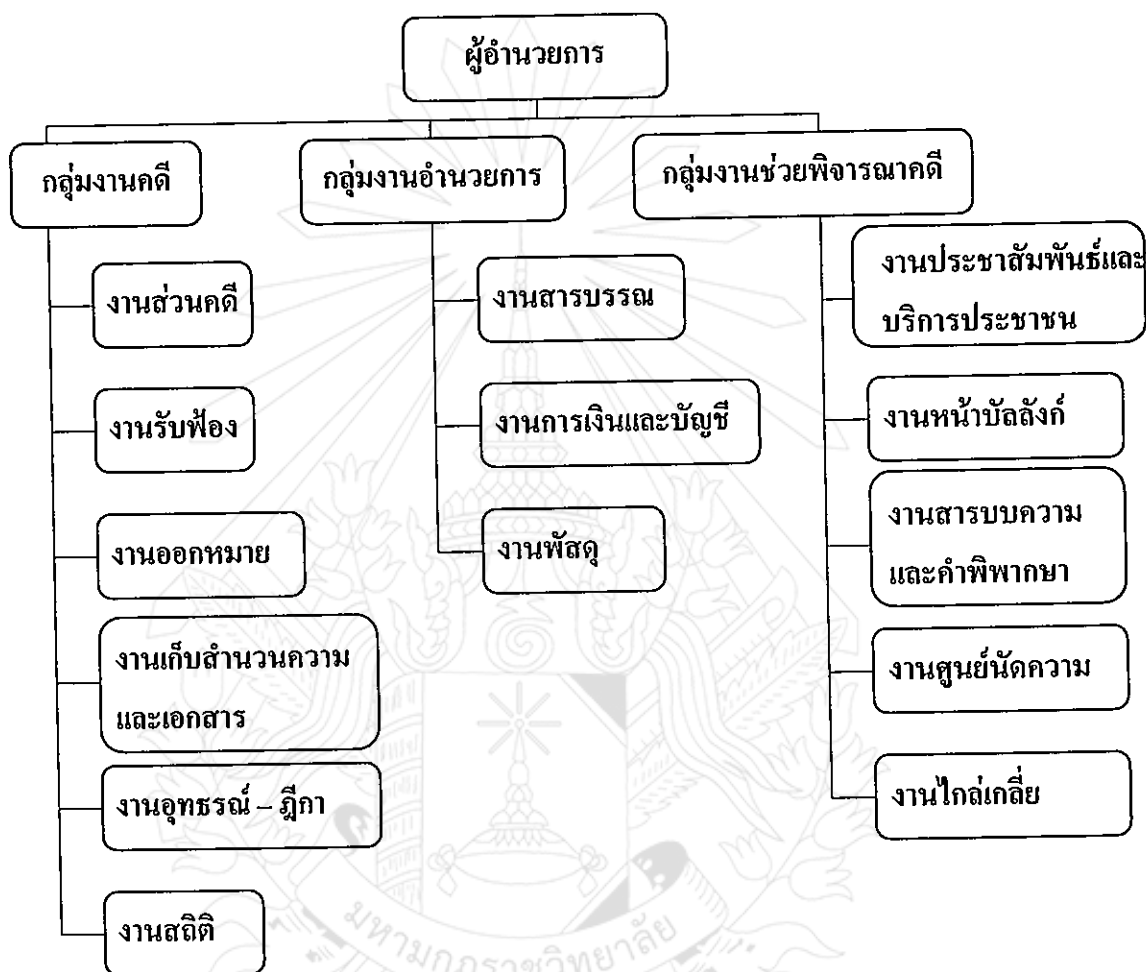 ผู้อำนวยการ
กลุ่มงานคดี
กลุ่มงานอำนวยการ
กลุ่มงานช่วยพิจารณาคดี
งานส่วนคดี
งานรับฟ้อง
งานออกหมาย
งานเก็บสำนวนความ
และเอกสาร
งานอุทธรณ์ – ฎีกา
งานสถิติ
งานสารบรรณ
งานการเงินและบัญชี
งานพัสดุ
งานประชาสัมพันธ์และ
บริการประชาชน
งานหน้าบัลลังก์
งานสารบบความ
และคำพิพากษา
งานศูนย์นัดความ
งานไกล่เกลี่ย
มหามกุฏราชวิทยาลัย